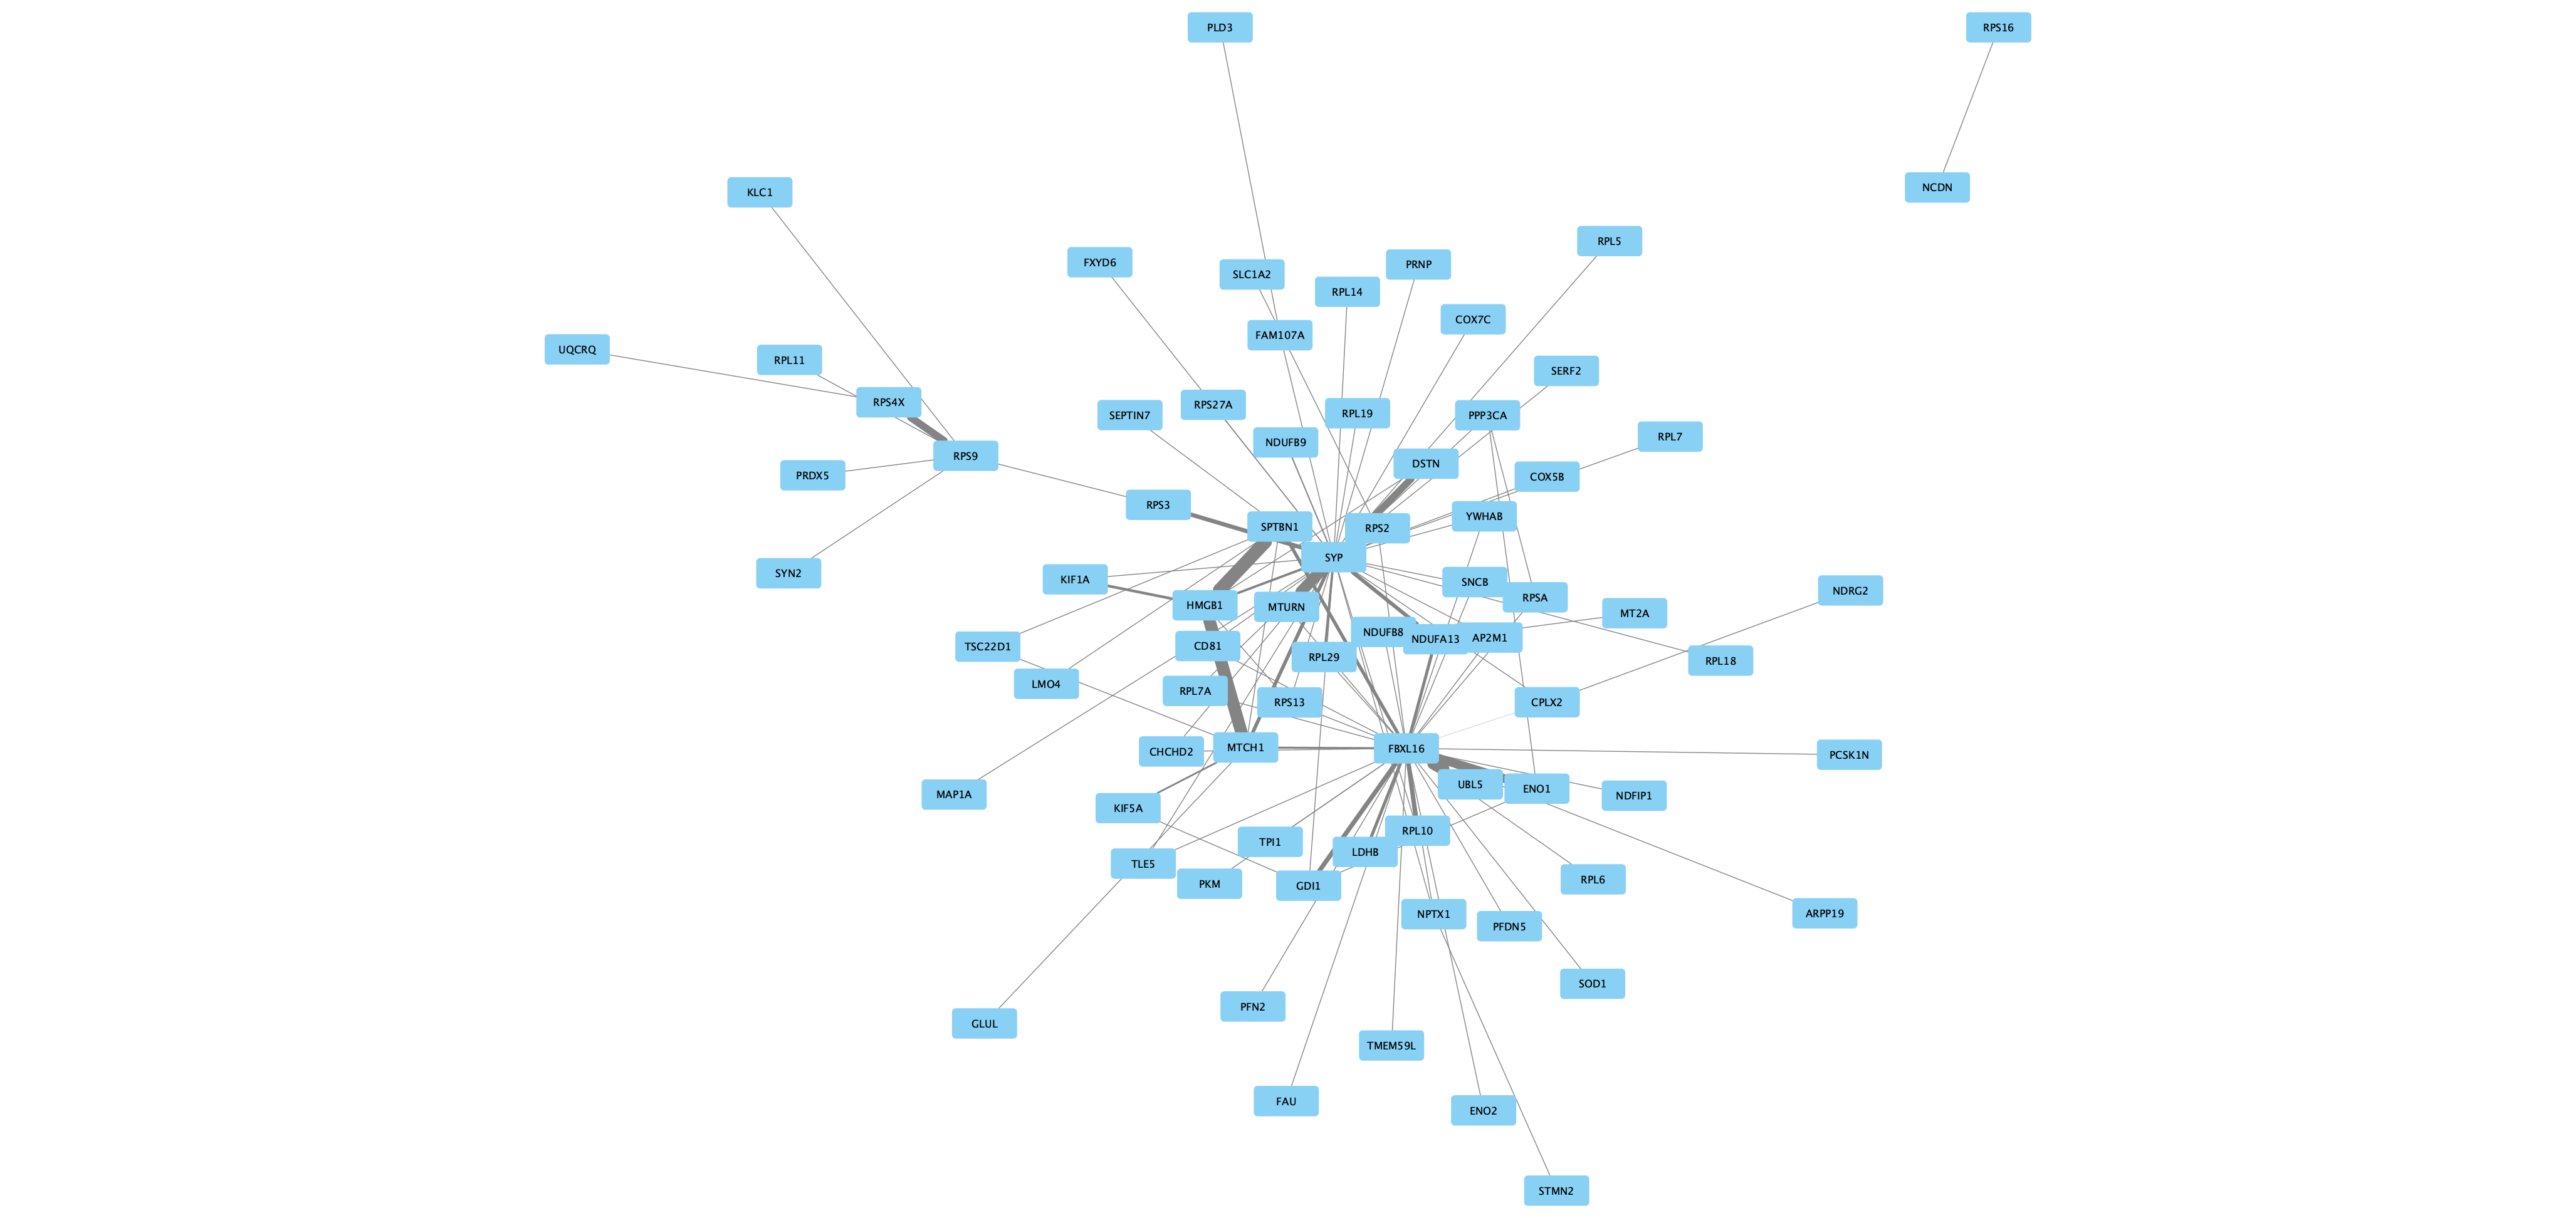 PLD3
RPS16
KLC1
NCDN
RPL5
FXYD6
PRNP
SLC1A2
RPL14
COX7C
FAM107A
UQCRQ
RPL11
SERF2
RPS4X
RPS27A
RPL19
SEPTIN7
PPP3CA
RPL7
NDUFB9
RPS9
DSTN
PRDX5
COX5B
RPS3
YWHAB
SPTBN1
RPS2
SYP
SYN2
KIF1A
SNCB
NDRG2
RPSA
HMGB1
MTURN
MT2A
NDUFB8
NDUFA13
AP2M1
TSC22D1
CD81
RPL29
RPL18
LMO4
RPL7A
RPS13
CPLX2
MTCH1
FBXL16
CHCHD2
PCSK1N
UBL5
ENO1
MAP1A
NDFIP1
KIF5A
RPL10
TPI1
LDHB
TLE5
RPL6
PKM
GDI1
NPTX1
ARPP19
PFDN5
SOD1
PFN2
GLUL
TMEM59L
FAU
ENO2
STMN2